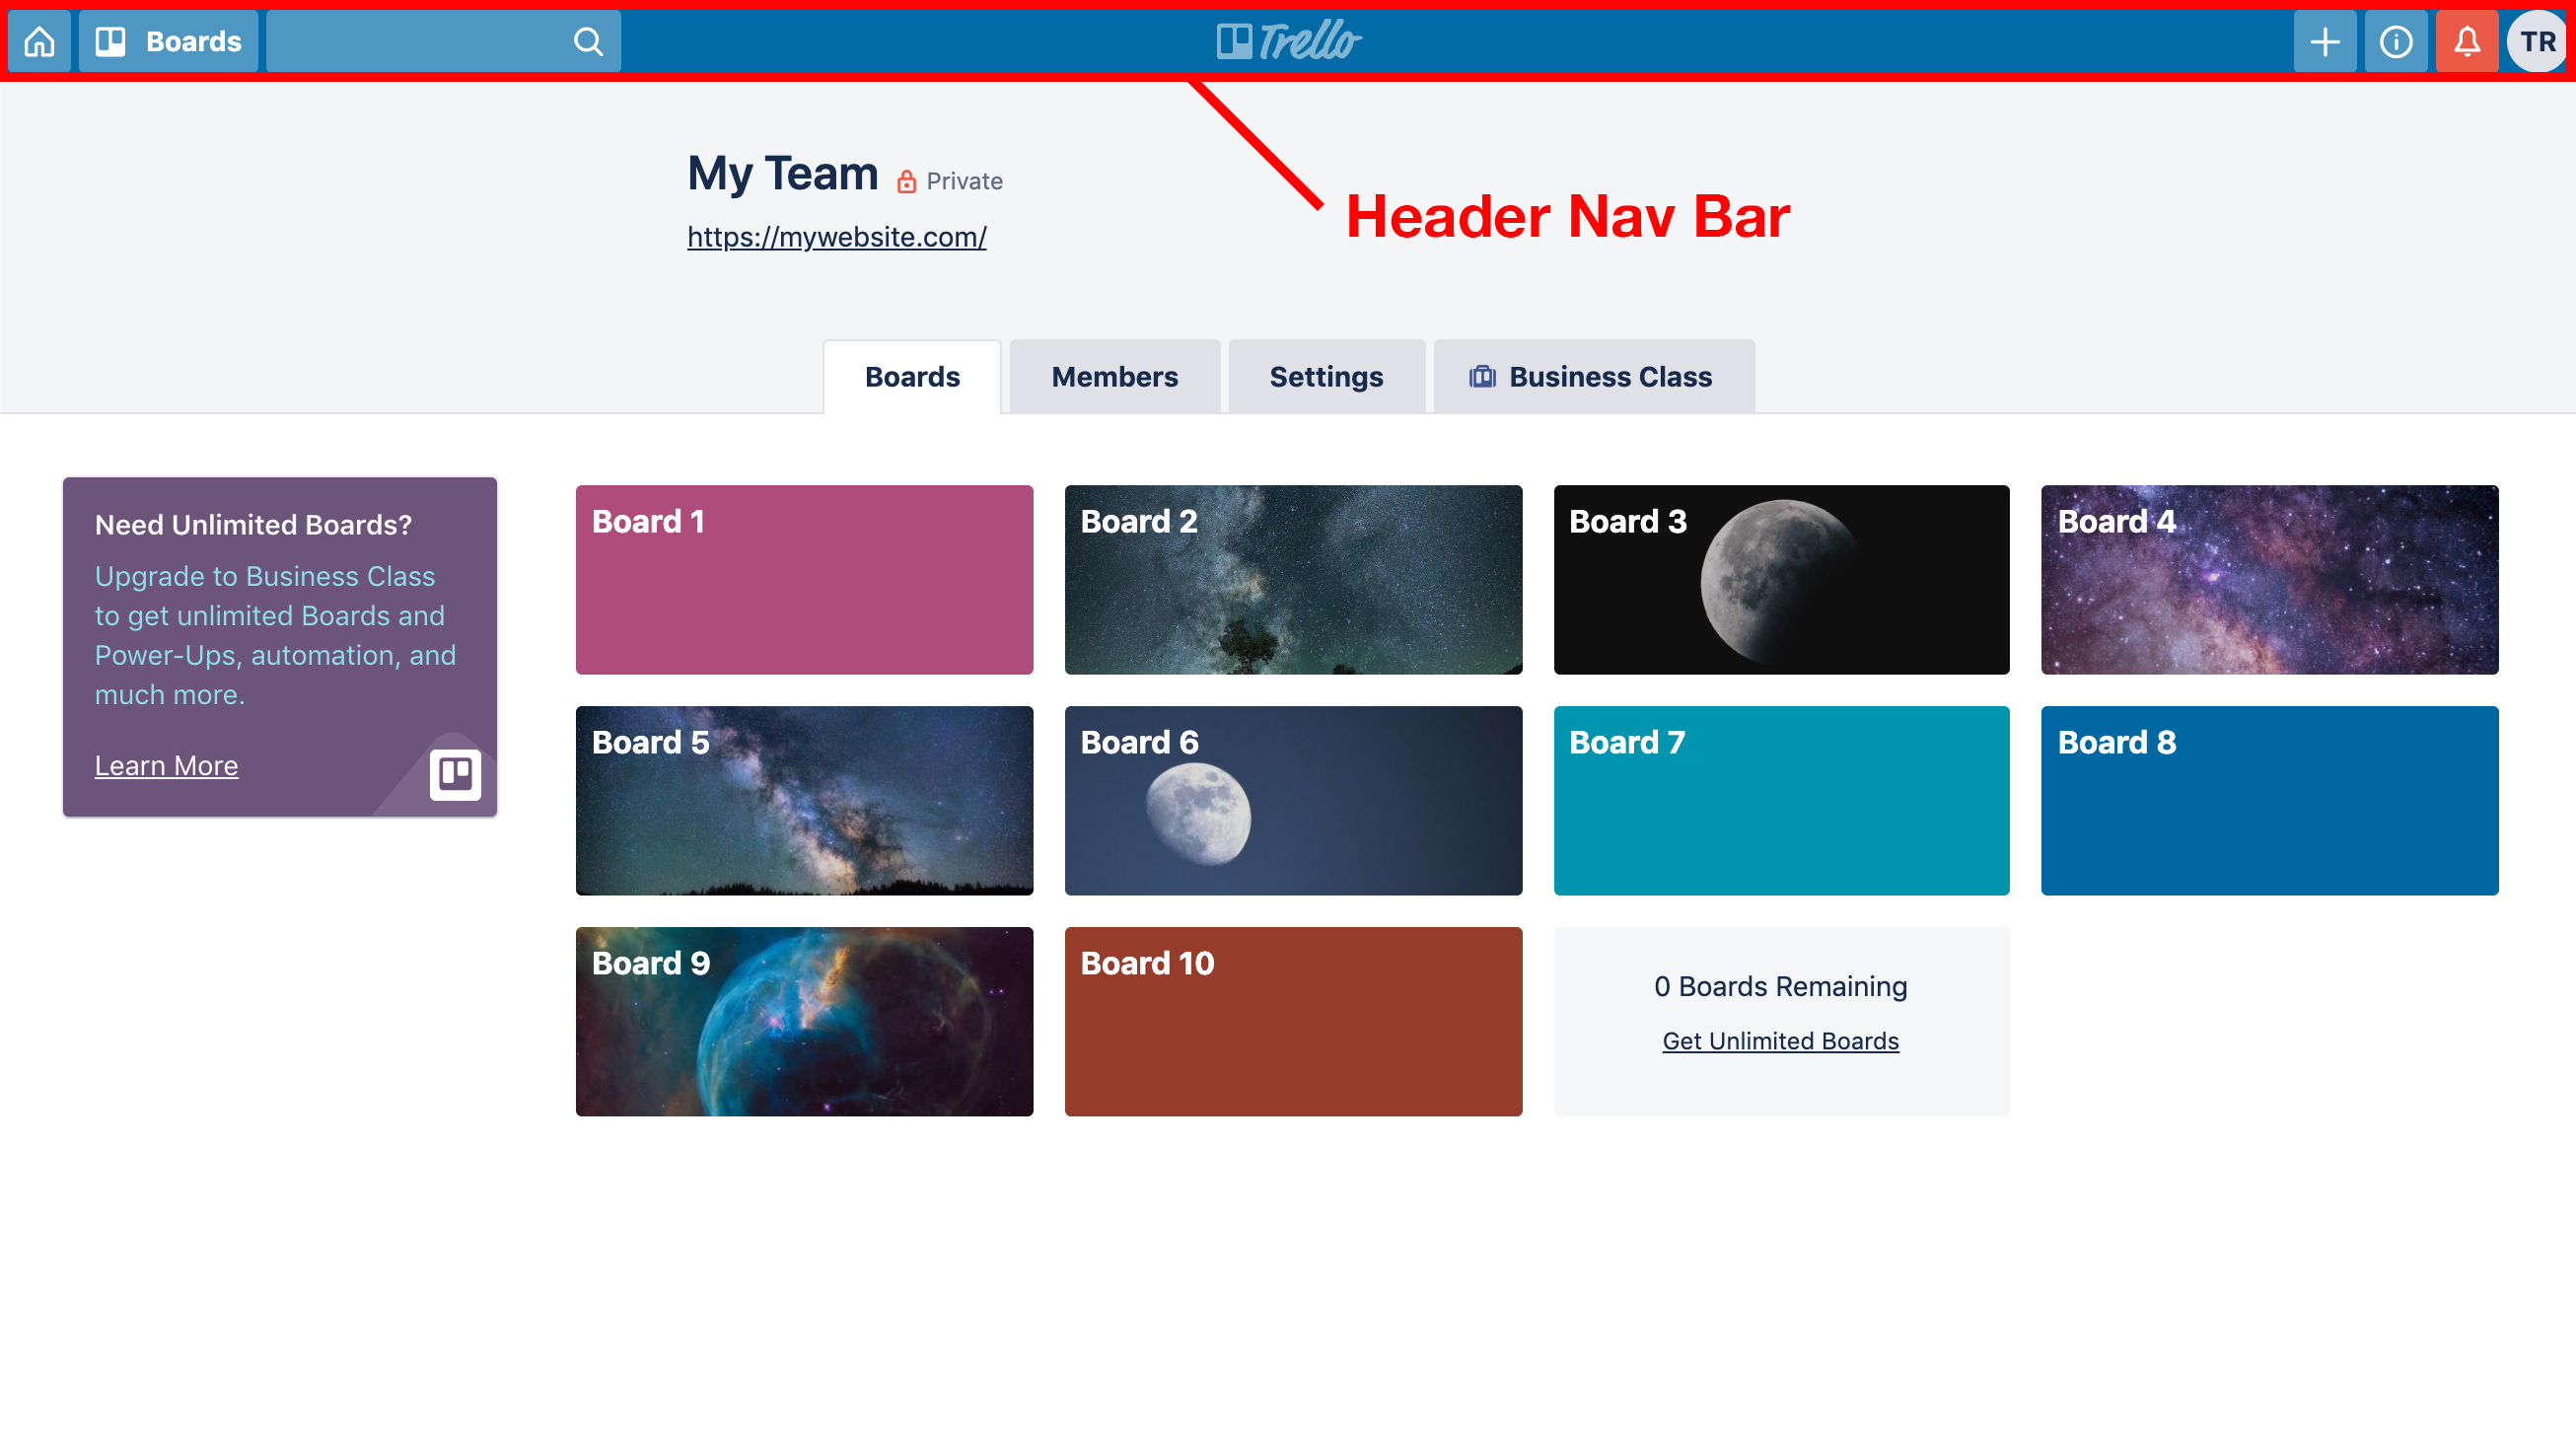 Boards
Trello
TR
My Team
Private
https://mywebsite.com/
Header Nav Bar
Boards
Members
Settings
Business Class
Need Unlimited Boards?
Upgrade to Business Class
to get unlimited Boards and
Power-Ups, automation, and
much more.
Learn More
Board 1
Board 2
Board 3
Board 4
Board 5
Board 6
Board 7
Board 8
Board 9
Board 10
0 Boards Remaining
Get Unlimited Boards